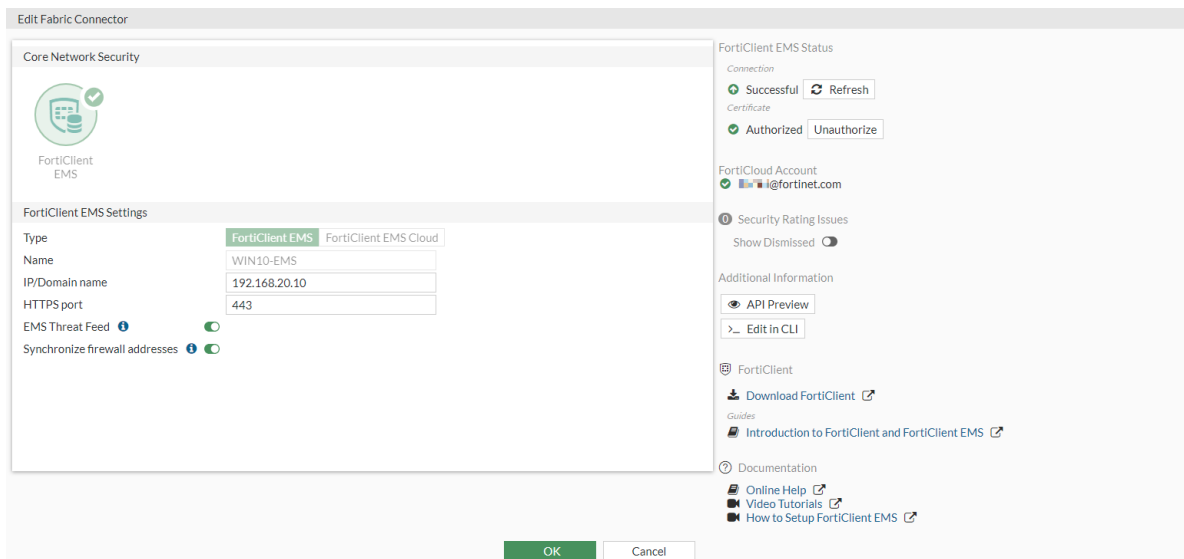 Edit Fabric Connector
Core Network Security
FortiClient
EMS
FortiClient EMS Settings
Type FortiClient EMS FortiClient EMS Cloud
Name WIN10-EMS
IP/Domain name 192.168.20.10
HTTPS port 443
EMS Threat Feed
Synchronize firewall addresses
FortiClient EMS Status
Connection
Successful Refresh
Certificate
Authorized Unauthorize
FortiCloud Account
@fortinet.com
0 Security Rating Issues
Show Dismissed
Additional Information
API Preview
>_ Edit in CLI
FortiClient
Download FortiClient
Guides
Introduction to FortiClient and FortiClient EMS
Documentation
Online Help
Video Tutorials
How to Setup FortiClient EMS
OK Cancel